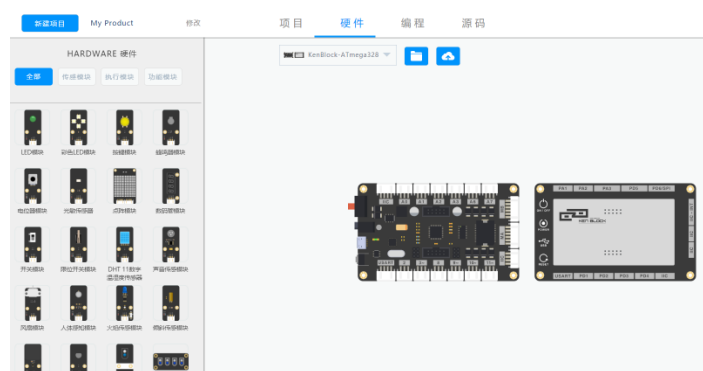 新建项目 My Product 修改 项目 硬件 编程 源码
HARDWARE 硬件
KenBlock-ATmega328
全部 传感模块 执行模块 功能模块
LED模块 彩色LED模块 按键模块 蜂鸣器模块
电位器模块 光敏传感器 点阵模块 数码管模块
开关模块 限位开关模块 DHT 11数字温湿度传感器 声音传感模块
风扇模块 人体感知模块 火焰传感模块 倾斜传感模块
KEN BLOCK